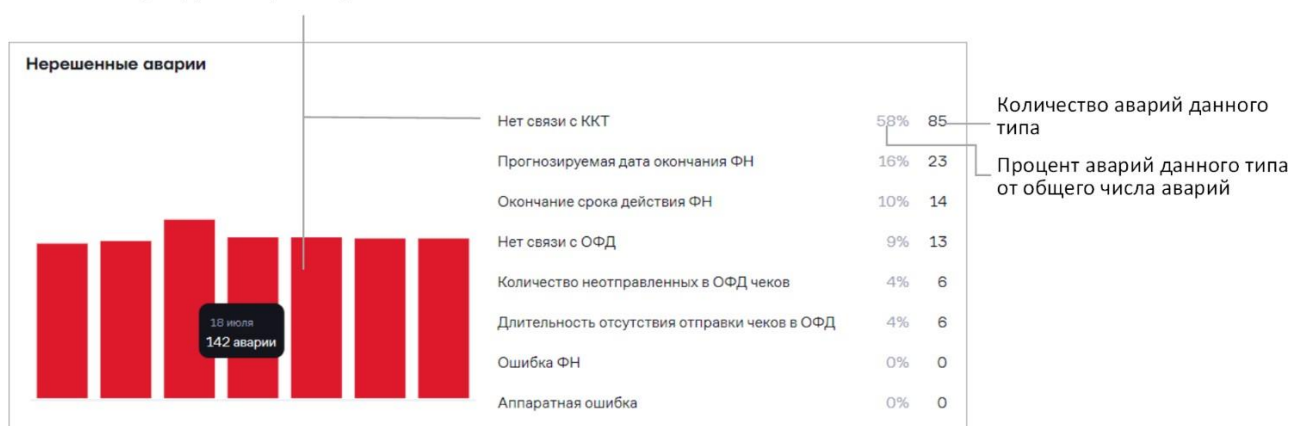 Нерешенные аварии
Нет связи с ККТ 58% 85
Прогнозируемая дата окончания ФН 16% 23
Окончание срока действия ФН 10% 14
Нет связи с ОФД 9% 13
Количество неотправленных в ОФД чеков 4% 6
Длительность отсутствия отправки чеков в ОФД 4% 6
Ошибка ФН 0% 0
Аппаратная ошибка 0% 0
18 июля
142 аварии
Количество аварий данного
типа
Процент аварий данного типа
от общего числа аварий